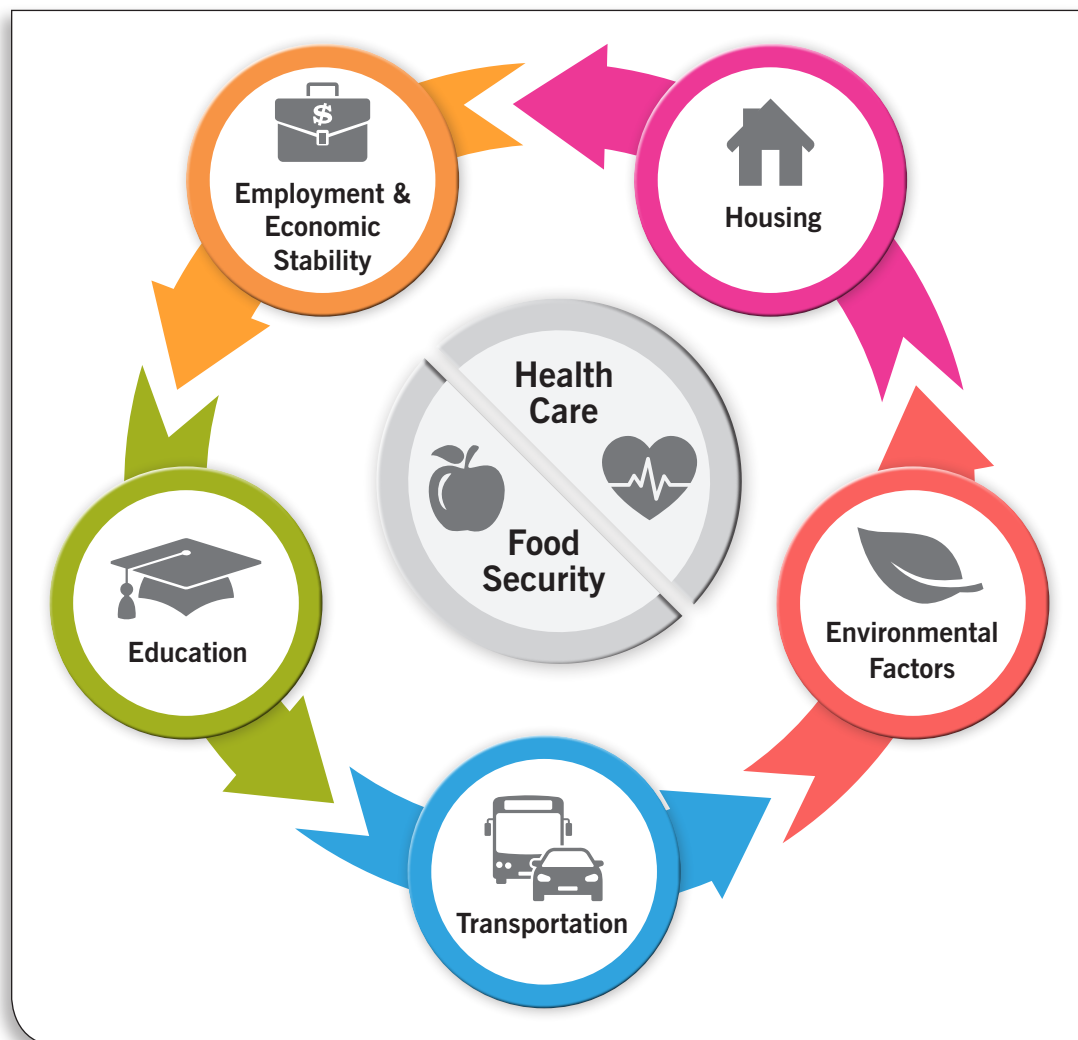 $
Employment &
Economic
Stability
Housing
Health
Care
Food
Security
Education
Environmental
Factors
Transportation